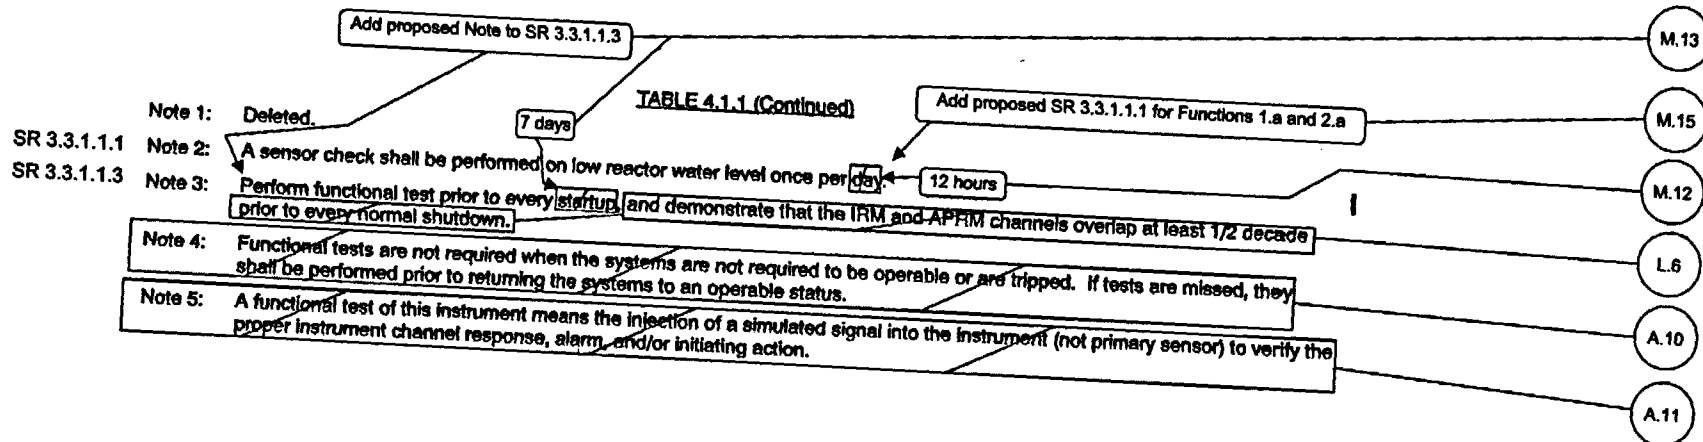 Add proposed Note to SR 3.3.1.1.3
M.13
TABLE 4.1.1 (Continued)
Add proposed SR 3.3.1.1.1 for Functions 1.a and 2.a
M.15
Note 1: Deleted.
7 days
SR 3.3.1.1.1 Note 2: A sensor check shall be performed on low reactor water level once per day.
12 hours
M.12
SR 3.3.1.1.3 Note 3: Perform functional test prior to every startup, and demonstrate that the IRM and APRM channels overlap at least 1/2 decade
prior to every normal shutdown.
L.6
Note 4: Functional tests are not required when the systems are not required to be operable or are tripped. If tests are missed, they
shall be performed prior to returning the systems to an operable status.
A.10
Note 5: A functional test of this instrument means the injection of a simulated signal into the instrument (not primary sensor) to verify the
proper instrument channel response, alarm, and/or initiating action.
A.11